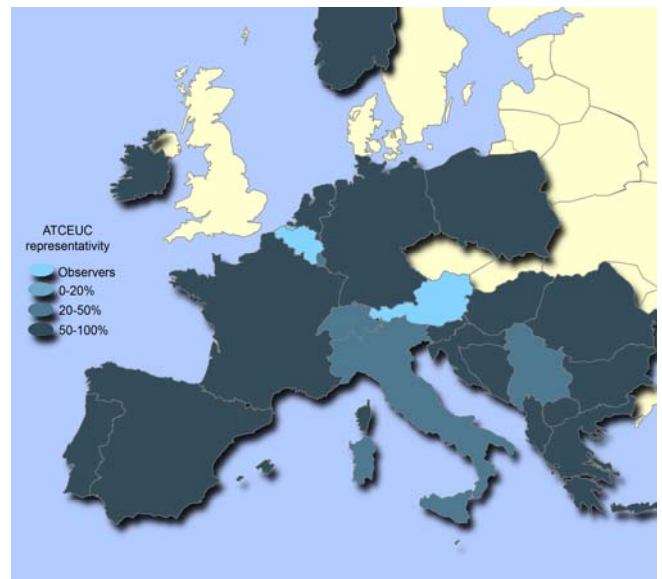 ATCEUC
representativity
Observers
0-20%
20-50%
50-100%